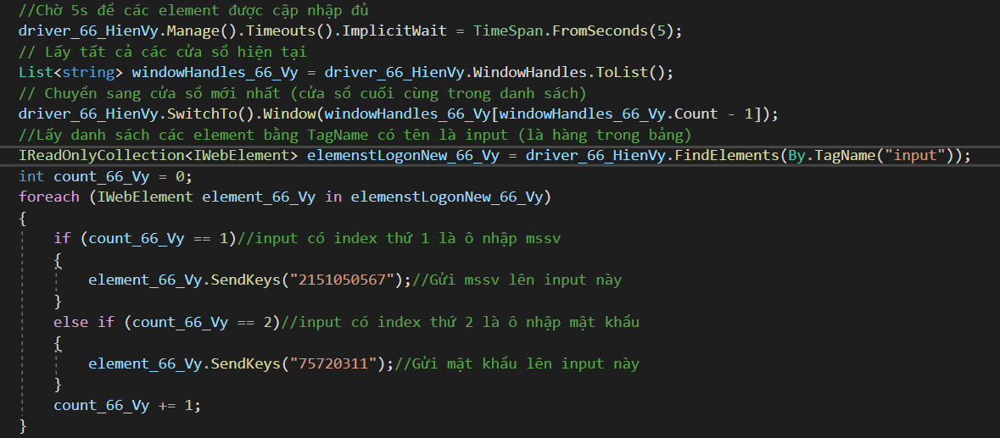 //Chờ 5s để các element được cập nhập đủ
driver_66_HienVy.Manage().Timeouts().ImplicitWait = TimeSpan.FromSeconds(5);
// Lấy tất cả các cửa sổ hiện tại
List<string> windowHandles_66_Vy = driver_66_HienVy.WindowHandles.ToList();
// Chuyển sang cửa sổ mới nhất (cửa sổ cuối cùng trong danh sách)
driver_66_HienVy.SwitchTo().Window(windowHandles_66_Vy[windowHandles_66_Vy.Count - 1]);
//Lấy danh sách các element bằng TagName có tên là input (là hàng trong bảng)
IReadOnlyCollection<IWebElement> elemenstLogonNew_66_Vy = driver_66_HienVy.FindElements(By.TagName("input"));
int count_66_Vy = 0;
foreach (IWebElement element_66_Vy in elemenstLogonNew_66_Vy)
{
    if (count_66_Vy == 1)//input có index thứ 1 là ô nhập mssv
    {
        element_66_Vy.SendKeys("2151050567");//Gửi mssv lên input này
    }
    else if (count_66_Vy == 2)//input có index thứ 2 là ô nhập mật khẩu
    {
        element_66_Vy.SendKeys("75720311");//Gửi mật khẩu lên input này
    }
    count_66_Vy += 1;
}